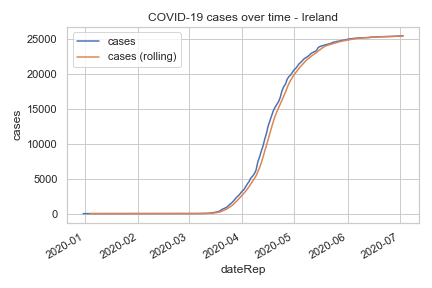 COVID-19 cases over time - Ireland
cases
cases (rolling)
25000
20000
15000
10000
5000
0
cases
2020-01
2020-02
2020-03
2020-04
2020-05
2020-06
2020-07
dateRep